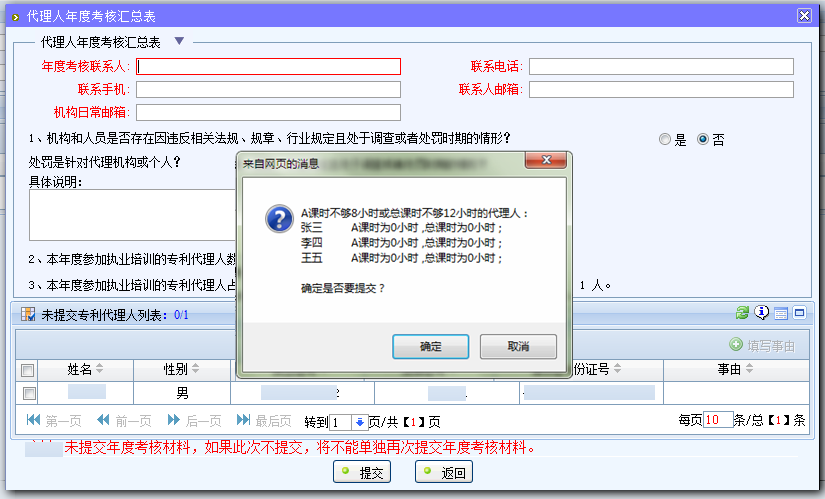 代理人年度考核汇总表
代理人年度考核汇总表
年度考核联系人: 联系电话:
联系手机: 联系人邮箱:
机构日常邮箱:
1、机构和人员是否存在因违反相关法规、规章、行业规定且处于调查或者处罚时期的情形? 是 否
处罚是针对代理机构或个人?
具体说明:
来自网页的消息
A课时不够8小时或总课时不够12小时的代理人：
张三 A课时为0小时 ,总课时为0小时；
李四 A课时为0小时 ,总课时为0小时；
王五 A课时为0小时 ,总课时为0小时；
确定是否要提交？
确定 取消
2、本年度参加执业培训的专利代理人数
3、本年度参加执业培训的专利代理人占 1 人。
未提交专利代理人列表: 0/1
填写事由
姓名 性别 份证号 事由
男
第一页 前一页 后一页 最后页 转到 1 页/共【1】页 每页 10 条/总【1】条
未提交年度考核材料，如果此次不提交，将不能单独再次提交年度考核材料。
提交 返回